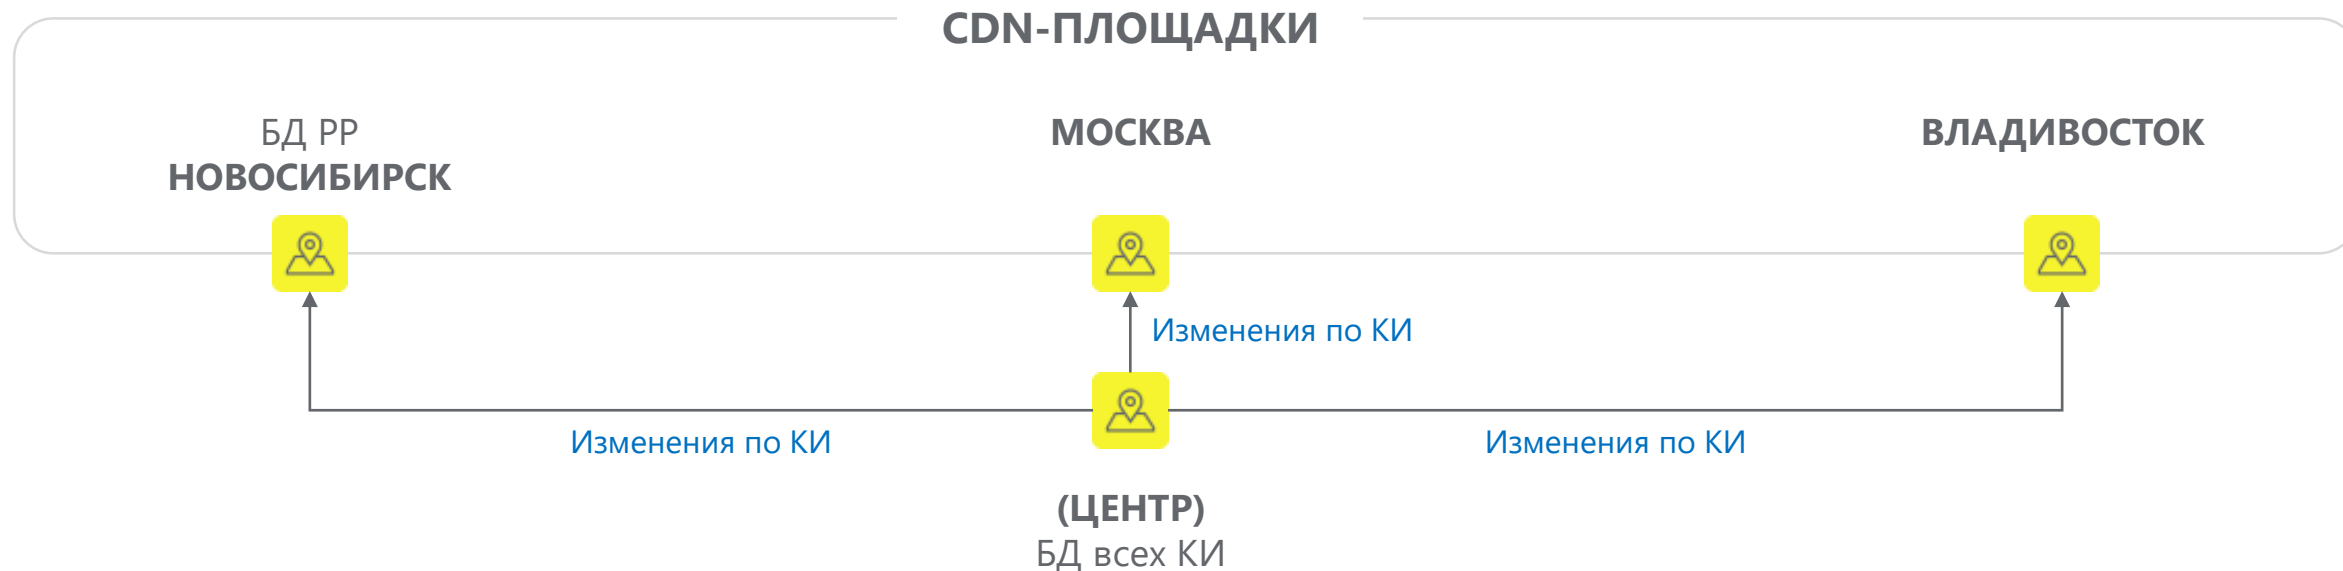 CDN-ПЛОЩАДКИ
БД РР
НОВОСИБИРСК
МОСКВА
ВЛАДИВОСТОК
Изменения по КИ
Изменения по КИ
Изменения по КИ
(ЦЕНТР)
БД всех КИ